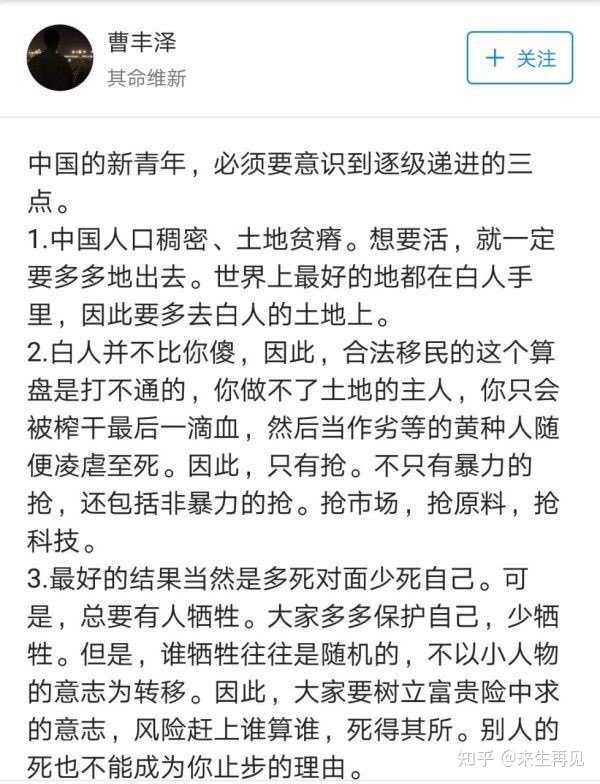 曹丰泽
其命维新
+ 关注
中国的新青年，必须要意识到逐级递进的三
点。
1.中国人口稠密、土地贫瘠。想要活，就一定
要多多地出去。世界上最好的地都在白人手
里，因此要多去白人的土地上。
2.白人并不比你傻，因此，合法移民的这个算
盘是打不通的，你做不了土地的主人，你只会
被榨干最后一滴血，然后当作劣等的黄种人随
便凌虐至死。因此，只有抢。不只有暴力的
抢，还包括非暴力的抢。抢市场，抢原料，抢
科技。
3.最好的结果当然是多死对面少死自己。可
是，总要有人牺牲。大家多多保护自己，少牺
牲。但是，谁牺牲往往是随机的，不以小人物
的意志为转移。因此，大家要树立富贵险中求
的意志，风险赶上谁算谁，死得其所。别人的
死也不能成为你止步的理由。
知乎 @来生再见